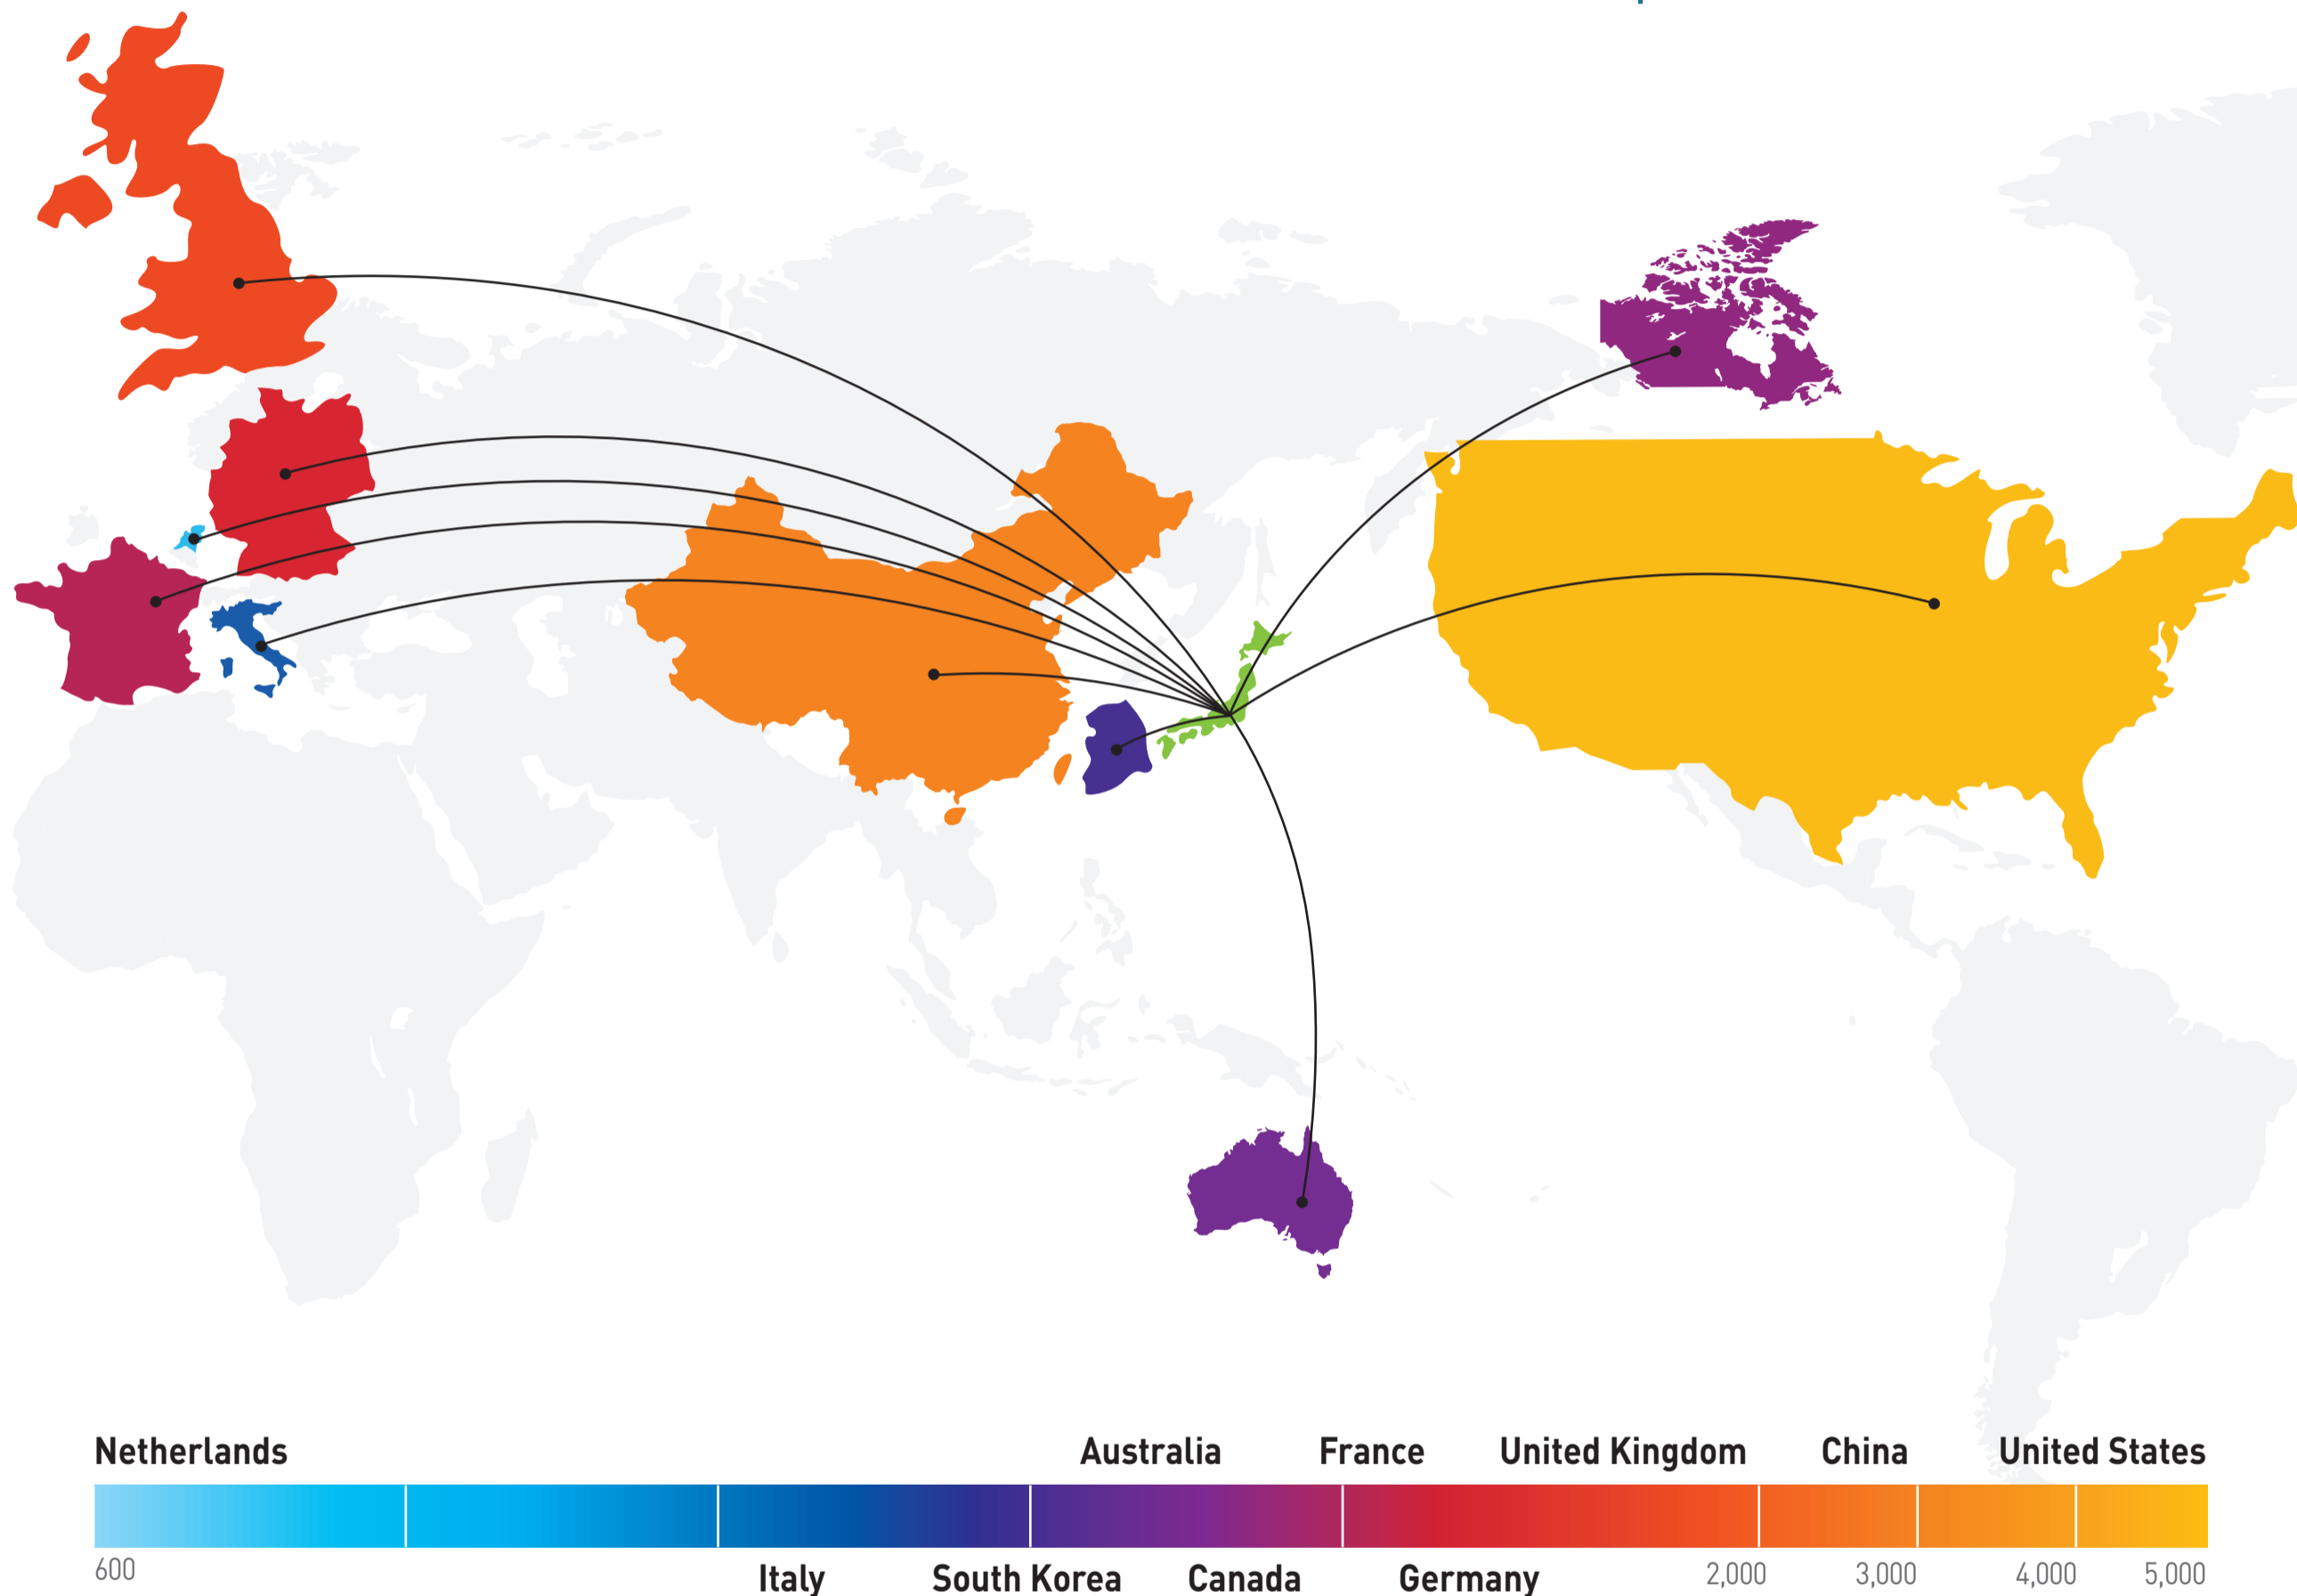 Netherlands
Australia
France
United Kingdom
China
United States
600
Italy
South Korea
Canada
Germany
2,000
3,000
4,000
5,000